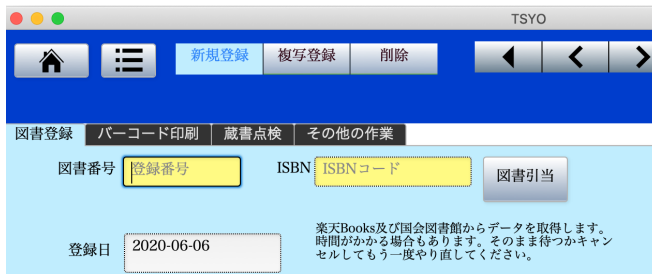 TSYO
新規登録 複写登録 削除
図書登録 バーコード印刷 蔵書点検 その他の作業
図書番号 登録番号 ISBN ISBNコード 図書引当
登録日 2020-06-06
楽天Books及び国会図書館からデータを取得します。
時間がかかる場合もあります。そのまま待つかキャン
セルしてもう一度やり直してください。